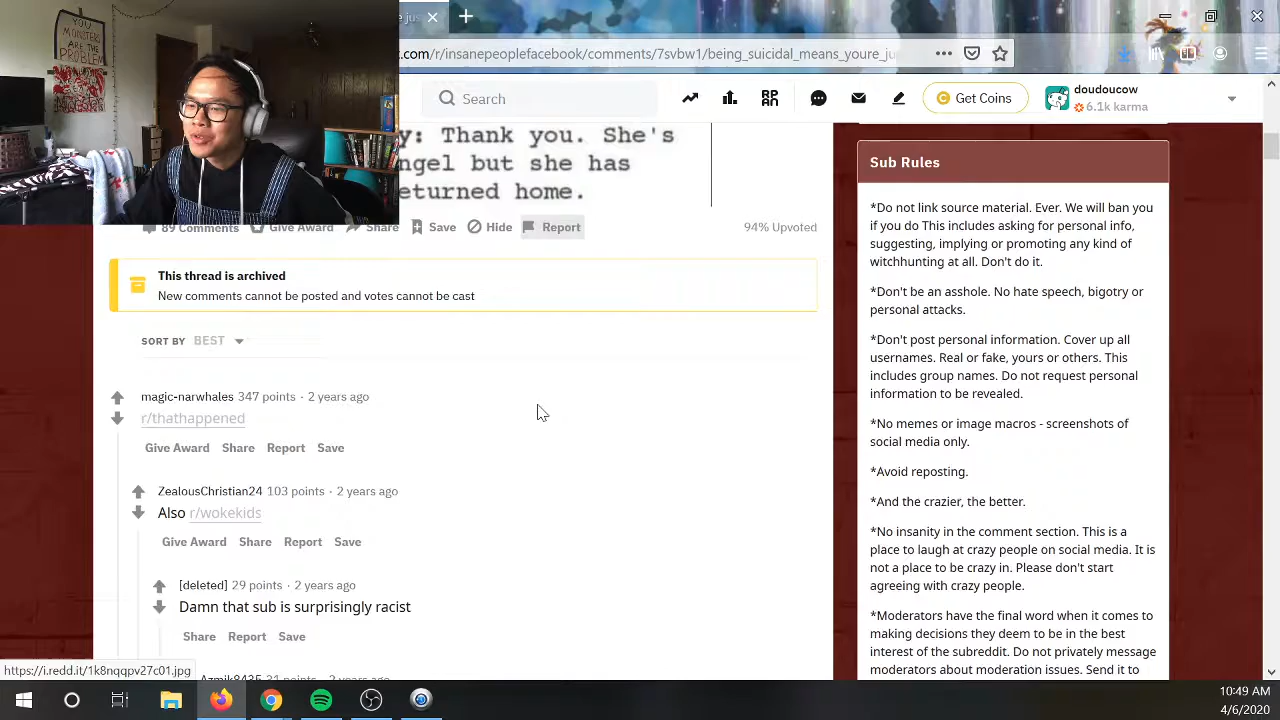 YOU
MONSTERS
ARE THE
PROBLEM
.com/r/insanepeoplefacebook/comments/7svbw1/being_suicidal_means_youre_ju
Search
Get Coins
doudoucow
6.1k karma
y: Thank you. She's
ngel but she has
eturned home.
89 Comments
Give Award
Share
Save
Hide
Report
94% Upvoted
This thread is archived
New comments cannot be posted and votes cannot be cast
SORT BY BEST
magic-narwhales 347 points · 2 years ago
r/thathappened
Give Award Share Report Save
ZealousChristian24 103 points · 2 years ago
Also r/wokekids
Give Award Share Report Save
[deleted] 29 points · 2 years ago
Damn that sub is surprisingly racist
Share Report Save
Azmik8435 31 points · 2 years ago
Sub Rules
*Do not link source material. Ever. We will ban you
if you do This includes asking for personal info,
suggesting, implying or promoting any kind of
witchhunting at all. Don't do it.
*Don't be an asshole. No hate speech, bigotry or
personal attacks.
*Don't post personal information. Cover up all
usernames. Real or fake, yours or others. This
includes group names. Do not request personal
information to be revealed.
*No memes or image macros - screenshots of
social media only.
*Avoid reposting.
*And the crazier, the better.
*No insanity in the comment section. This is a
place to laugh at crazy people on social media. It is
not a place to be crazy in. Please don't start
agreeing with crazy people.
*Moderators have the final word when it comes to
making decisions they deem to be in the best
interest of the subreddit. Do not privately message
moderators about moderation issues. Send it to
https://i.redd.it/1k8nqqpv27c01.jpg
10:49 AM
4/6/2020